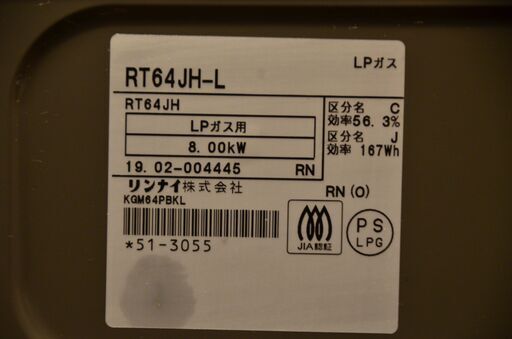 LPガス
RT64JH-L
RT64JH
LPガス用
8.00kW
19.02-004445 RN
区分名 C
効率56.3%
区分名 J
効率 167Wh
リンナイ株式会社
KGM64PBKL
RN (O)
*51-3055
JIA認証
PS
LPG